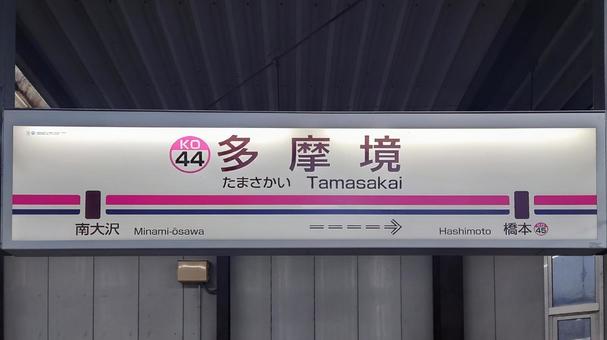 KO
44
多摩境
たまさかい Tamasakai
南大沢 Minami-ōsawa
Hashimoto 橋本 KO 45